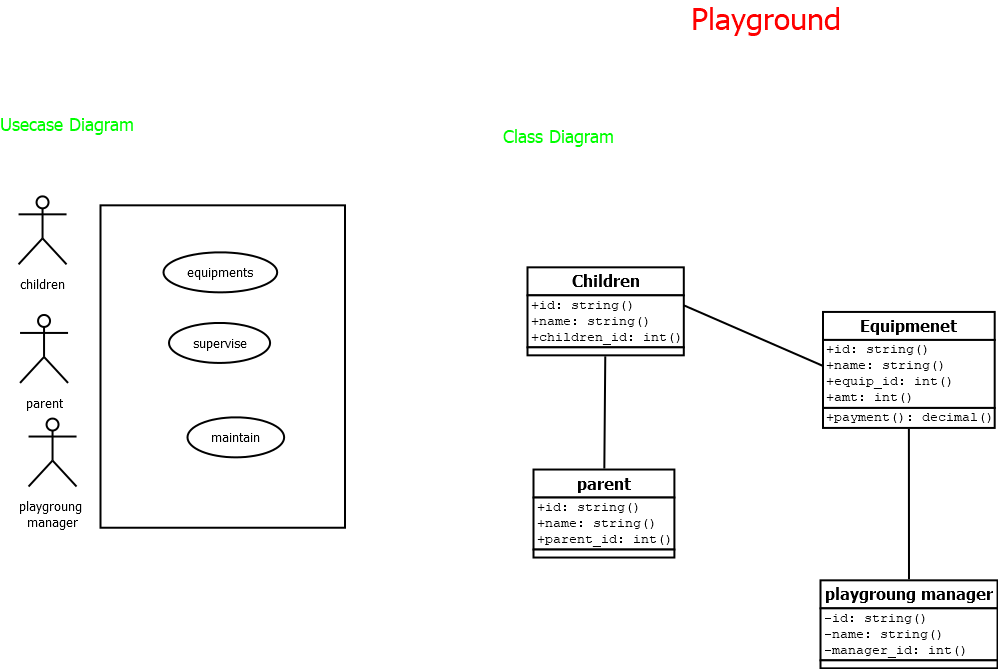 Playground
Usecase Diagram
Class Diagram
children
parent
playgroung
manager
equipments
supervise
maintain
Children
+id: string()
+name: string()
+children_id: int()
parent
+id: string()
+name: string()
+parent_id: int()
Equipmenet
+id: string()
+name: string()
+equip_id: int()
+amt: int()
+payment(): decimal()
playgroung manager
-id: string()
-name: string()
-manager_id: int()